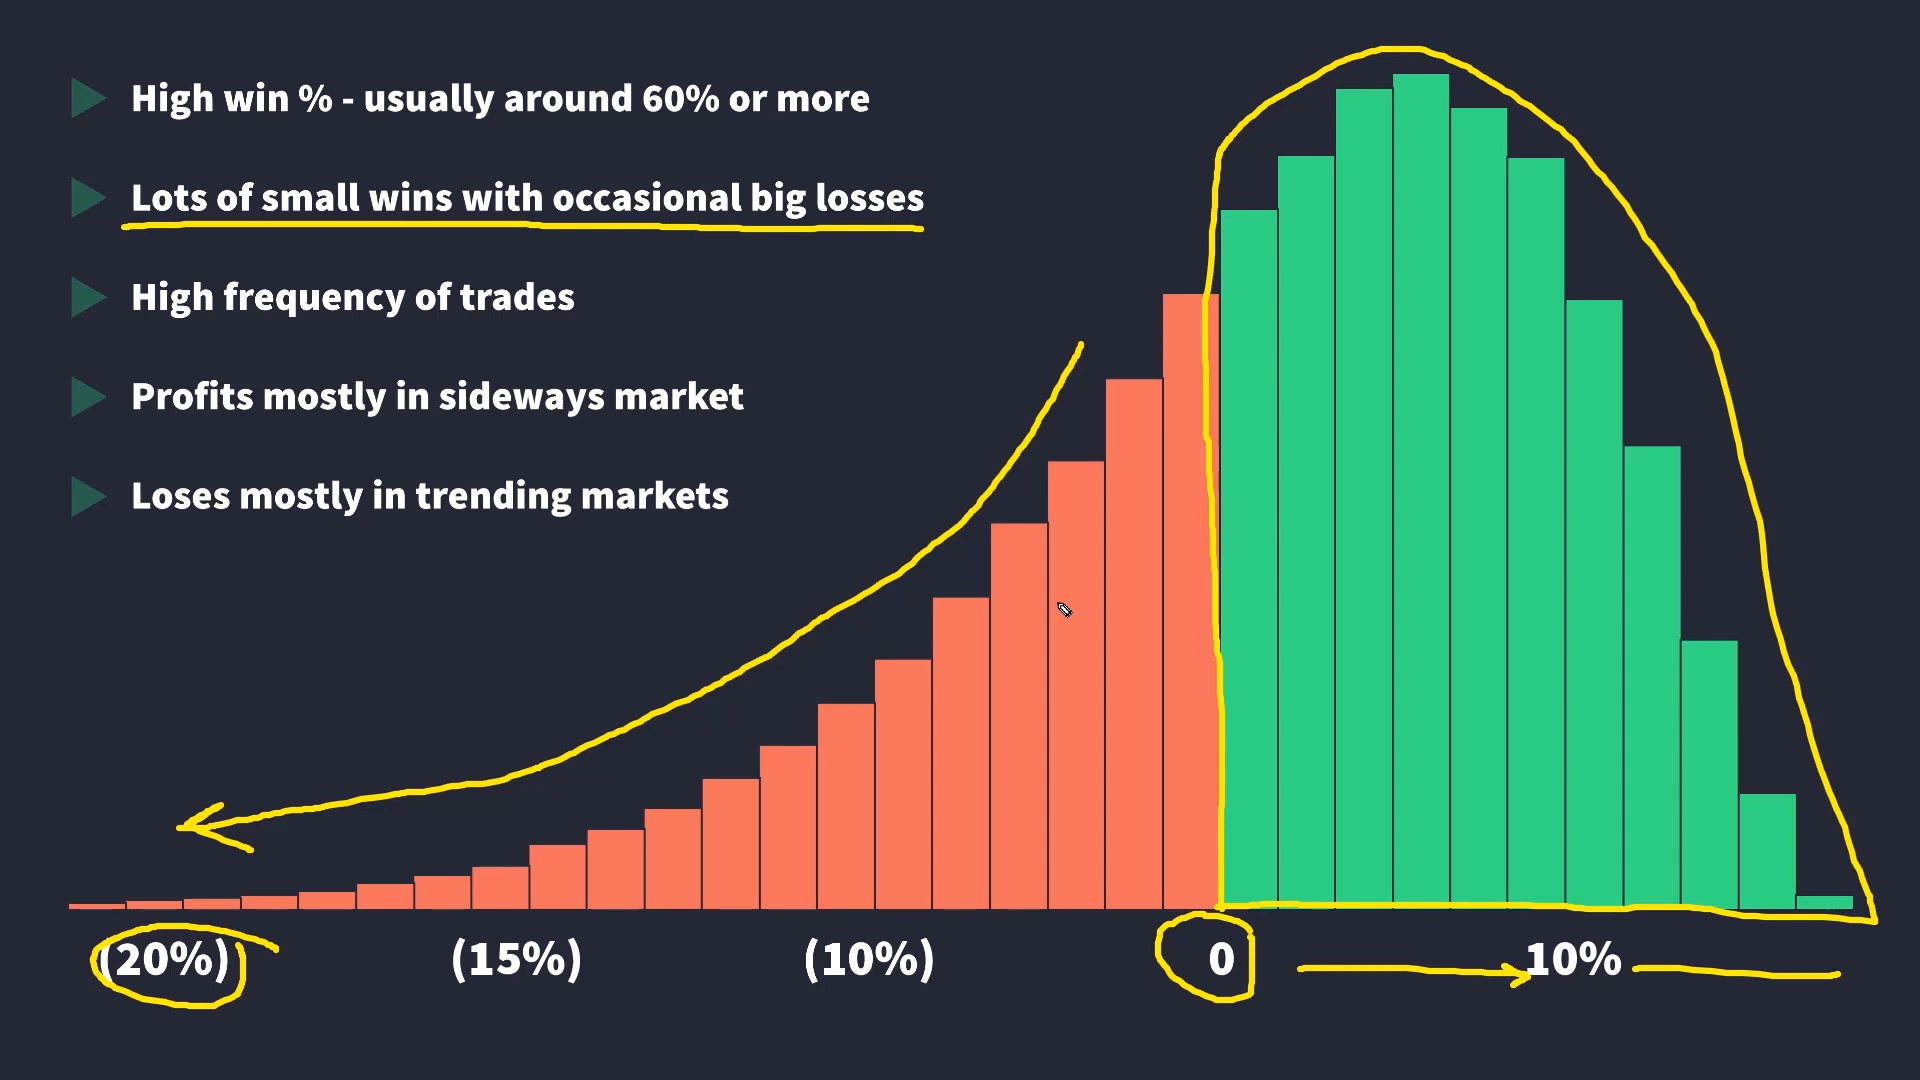 High win % - usually around 60% or more
Lots of small wins with occasional big losses
High frequency of trades
Profits mostly in sideways market
Loses mostly in trending markets
(20%) (15%) (10%) 0 10%